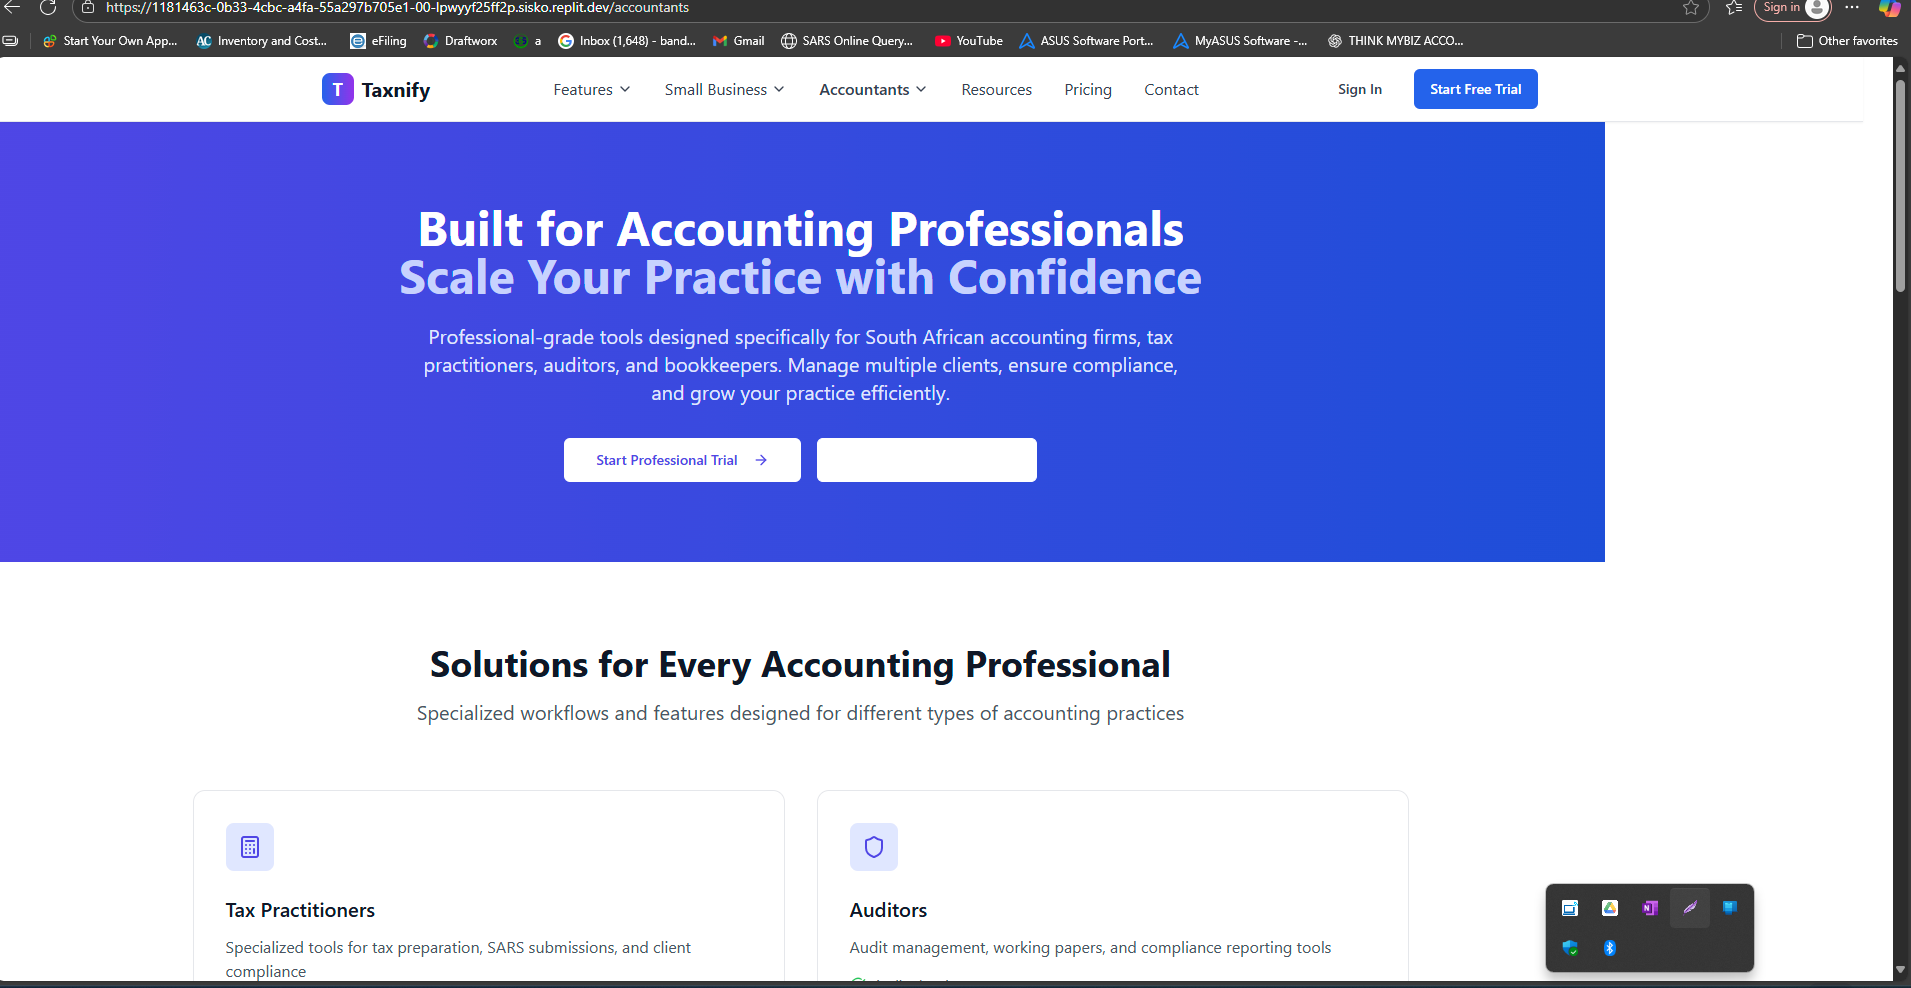 https://1181463c-0b33-4cbc-a4fa-55a297b705e1-00-lpwyyf25ff2p.sisko.replit.dev/accountants
Sign in
Start Your Own App...
AC Inventory and Cost...
eFiling
Draftworx
a
Inbox (1,648) - band...
Gmail
SARS Online Query...
YouTube
ASUS Software Port...
MyASUS Software -...
THINK MYBIZ ACCO...
Other favorites
T Taxnify
Features
Small Business
Accountants
Resources
Pricing
Contact
Sign In
Start Free Trial
Built for Accounting Professionals
Scale Your Practice with Confidence
Professional-grade tools designed specifically for South African accounting firms, tax
practitioners, auditors, and bookkeepers. Manage multiple clients, ensure compliance,
and grow your practice efficiently.
Start Professional Trial
Solutions for Every Accounting Professional
Specialized workflows and features designed for different types of accounting practices
Tax Practitioners
Specialized tools for tax preparation, SARS submissions, and client
compliance
Auditors
Audit management, working papers, and compliance reporting tools